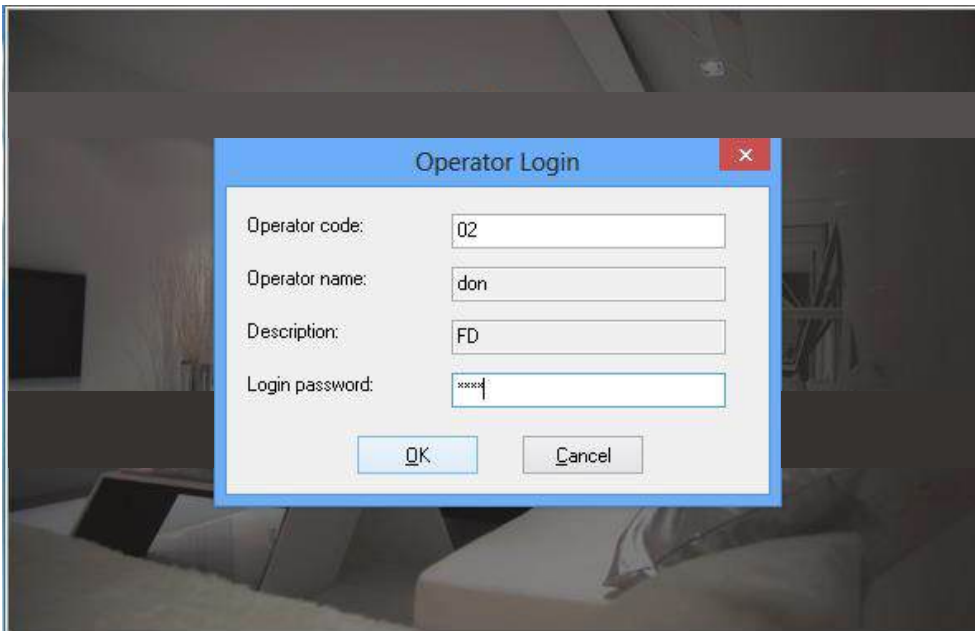 Operator Login
Operator code: 02
Operator name: don
Description: FD
Login password: ****
OK Cancel